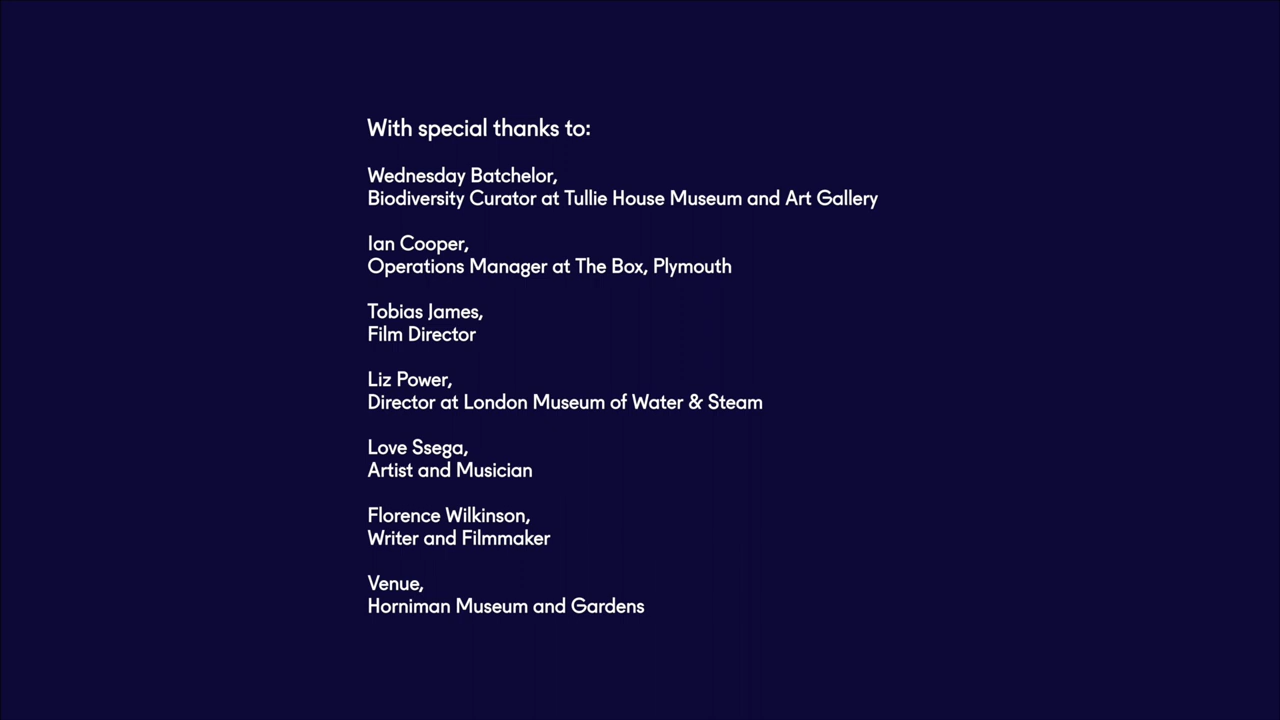 With special thanks to:
Wednesday Batchelor,
Biodiversity Curator at Tullie House Museum and Art Gallery
Ian Cooper,
Operations Manager at The Box, Plymouth
Tobias James,
Film Director
Liz Power,
Director at London Museum of Water & Steam
Love Ssega,
Artist and Musician
Florence Wilkinson,
Writer and Filmmaker
Venue,
Horniman Museum and Gardens